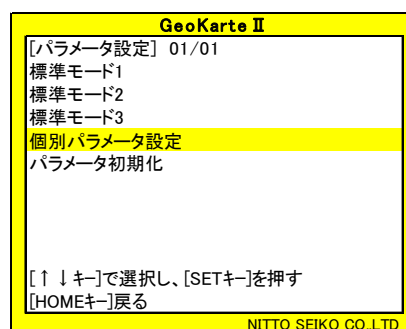 GeoKarte Ⅱ
[パラメータ設定] 01/01
標準モード1
標準モード2
標準モード3
個別パラメータ設定
パラメータ初期化
[↑↓キー]で選択し、[SETキー]を押す
[HOMEキー]戻る
NITTO SEIKO CO.,LTD